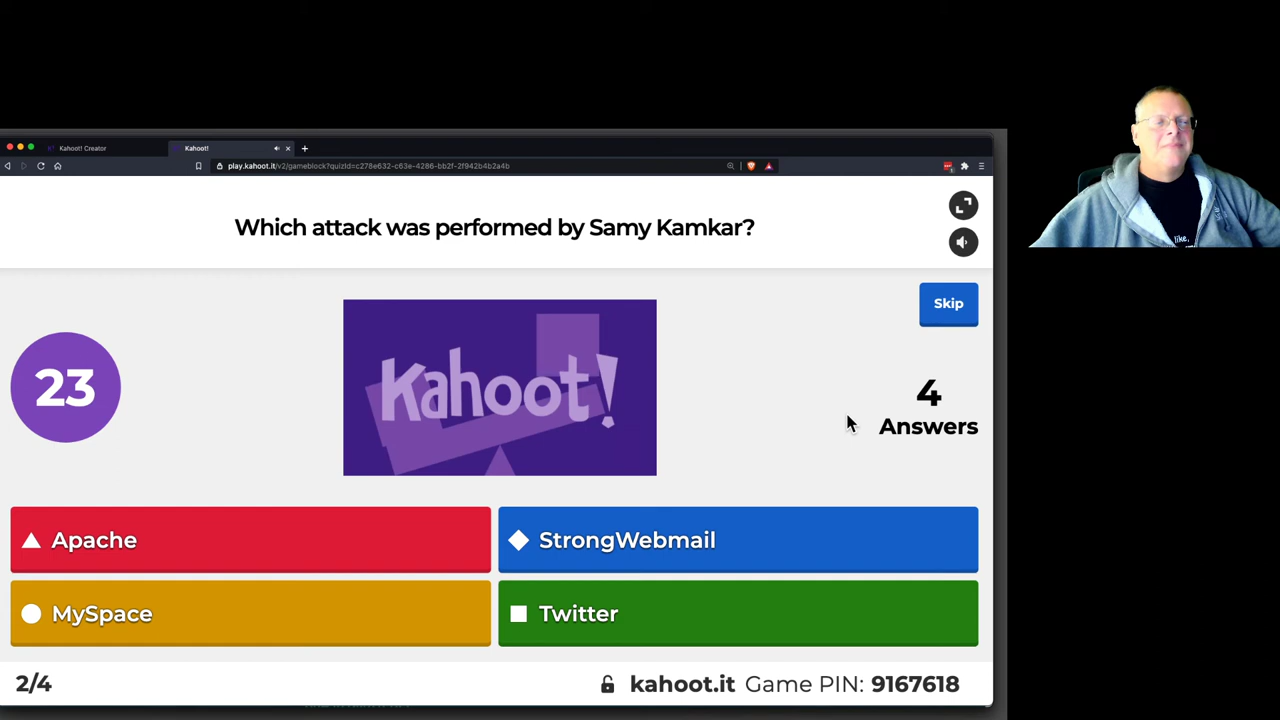 Kahoot! Creator
Kahoot!
play.kahoot.it/v2/gameblock?quizId=c278e632-c63e-4286-bb2f-2f942b4b2a4b
Which attack was performed by Samy Kamkar?
Skip
23
Kahoot!
4
Answers
Apache
StrongWebmail
MySpace
Twitter
2/4
kahoot.it Game PIN: 9167618
like,